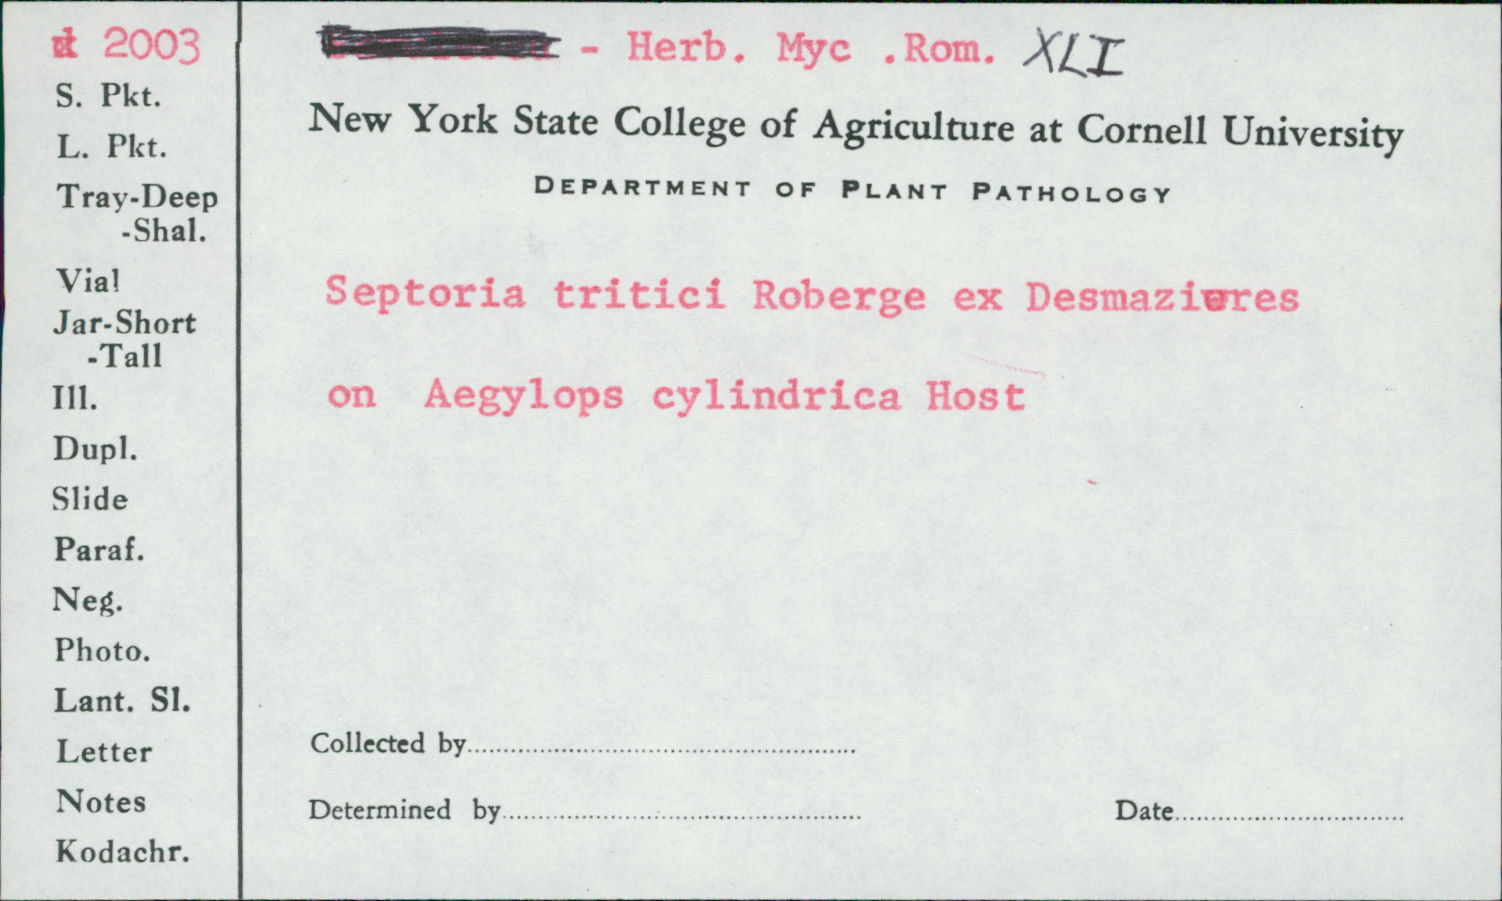 2003
- Herb. Myc .Rom. XLI
S. Pkt.
L. Pkt.
Tray-Deep
-Shal.
Vial
Jar-Short
-Tall
Ill.
Dupl.
Slide
Paraf.
Neg.
Photo.
Lant. Sl.
Letter
Notes
Kodachr.
New York State College of Agriculture at Cornell University
DEPARTMENT OF PLANT PATHOLOGY
Septoria tritici Roberge ex Desmazieres
on Aegylops cylindrica Host
Collected by
Determined by
Date